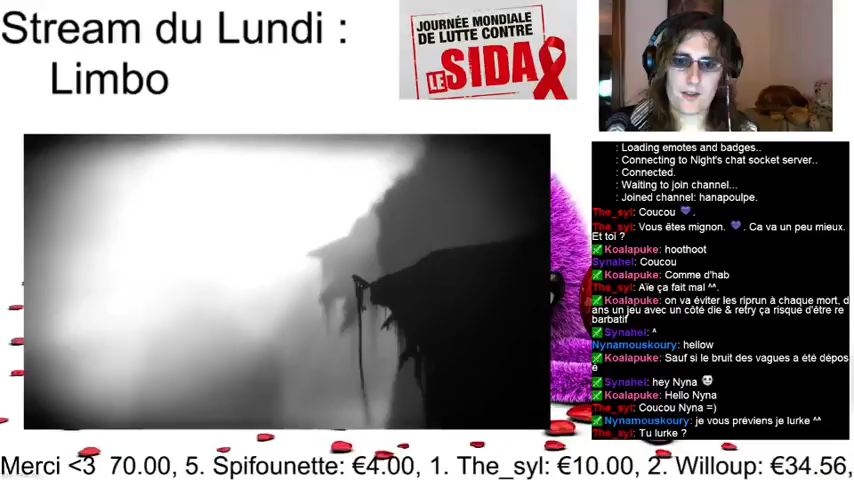 Stream du Lundi :
Limbo
JOURNÉE MONDIALE
DE LUTTE CONTRE
LE SIDA
: Loading emotes and badges..
: Connecting to Night's chat socket server..
: Connected.
: Waiting to join channel...
: Joined channel: hanapoulpe.
The_syl: Coucou 💜.
The_syl: Vous êtes mignon. 💜. Ca va un peu mieux.
Et toi ?
Koalapuke: hoothoot
Synahel: Coucou
Koalapuke: Comme d'hab
The_syl: Aïe ça fait mal ^^.
Koalapuke: on va éviter les riprun à chaque mort, d
ans un jeu avec un côté die & retry ça risque d'être re
barbatif
Synahel: ^
Nynamouskoury: hellow
Koalapuke: Sauf si le bruit des vagues a été dépos
é
Synahel: hey Nyna
Koalapuke: Hello Nyna
The_syl: Coucou Nyna =)
Nynamouskoury: je vous préviens je lurke ^^
The_syl: Tu lurke ?
Merci <3 70.00, 5. Spifounette: €4.00, 1. The_syl: €10.00, 2. Willoup: €34.56,